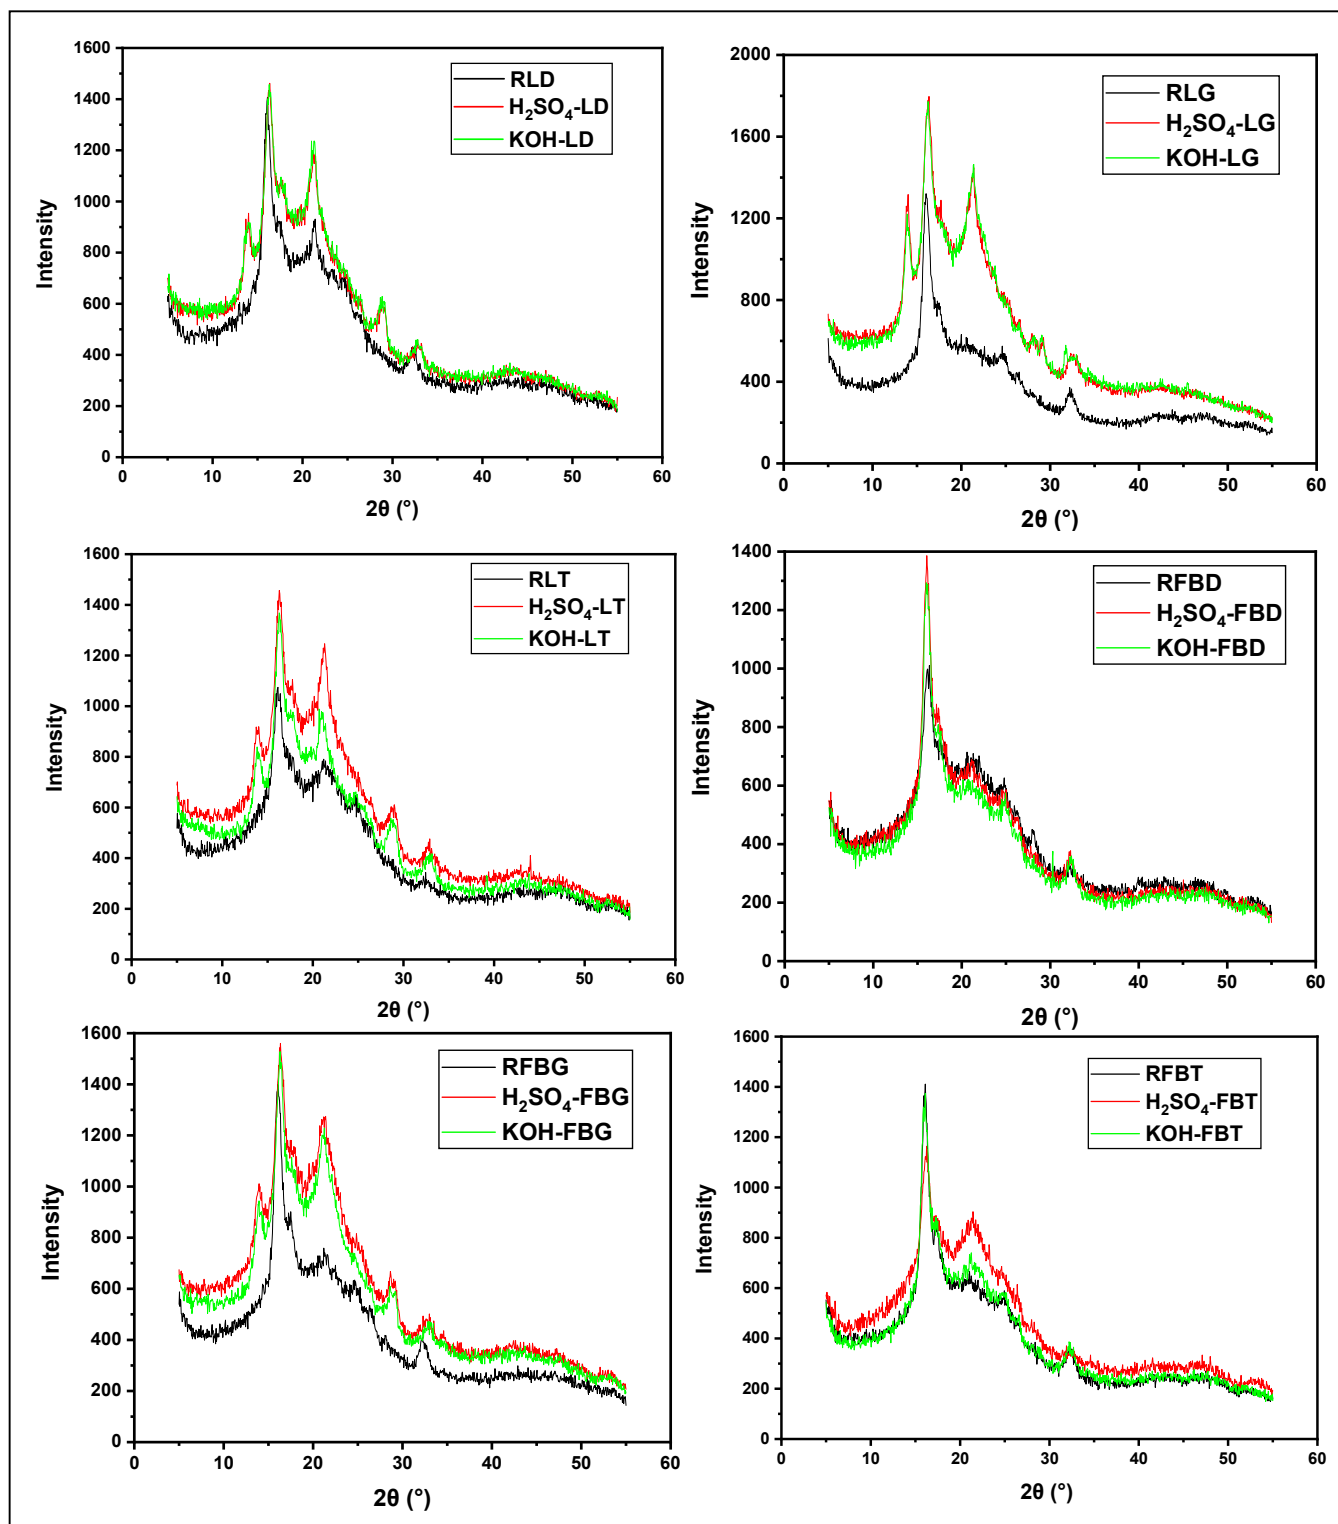 1600
1400
1200
1000
800
600
400
200
0
0 10 20 30 40 50 60
Intensity
2θ (°)
RLD
H₂SO₄-LD
KOH-LD
2000
1600
1200
800
400
0
0 10 20 30 40 50 60
Intensity
2θ (°)
RLG
H₂SO₄-LG
KOH-LG
1600
1400
1200
1000
800
600
400
200
0
0 10 20 30 40 50 60
Intensity
2θ (°)
RLT
H₂SO₄-LT
KOH-LT
1400
1200
1000
800
600
400
200
0
0 10 20 30 40 50 60
Intensity
2θ (°)
RFBD
H₂SO₄-FBD
KOH-FBD
1600
1400
1200
1000
800
600
400
200
0
0 10 20 30 40 50 60
Intensity
2θ (°)
RFBG
H₂SO₄-FBG
KOH-FBG
1600
1400
1200
1000
800
600
400
200
0
0 10 20 30 40 50 60
Intensity
2θ (°)
RFBT
H₂SO₄-FBT
KOH-FBT